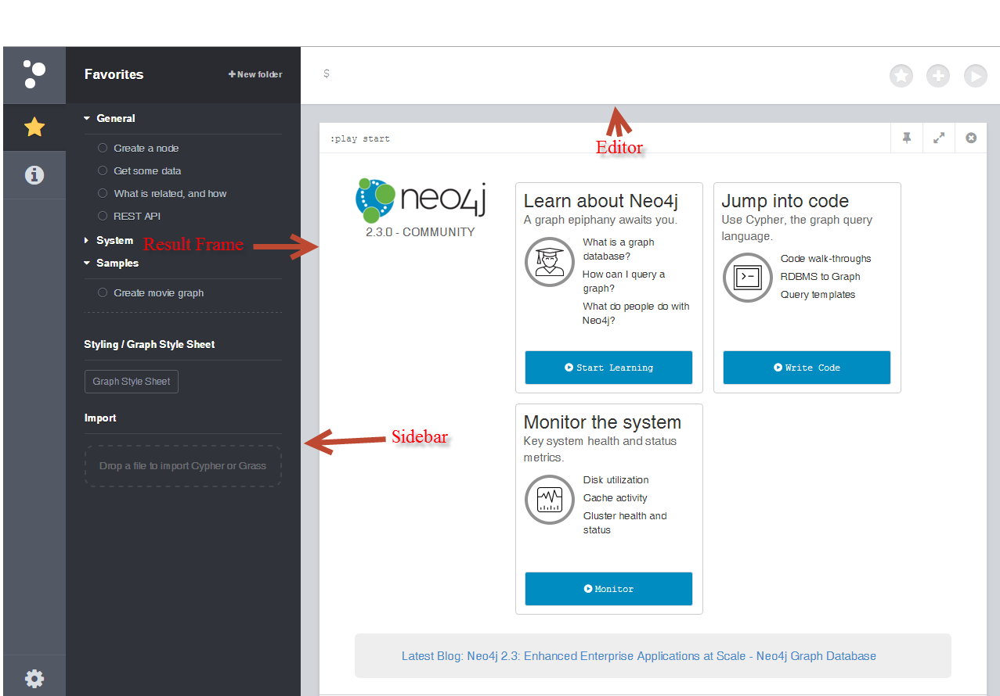 Favorites
New folder
General
Create a node
Get some data
What is related, and how
REST API
System
Samples
Create movie graph
Styling / Graph Style Sheet
Graph Style Sheet
Import
Drop a file to import Cypher or Grass
Result Frame
Sidebar
$
Editor
:play start
neo4j
2.3.0 - COMMUNITY
Learn about Neo4j
A graph epiphany awaits you.
What is a graph
database?
How can I query a
graph?
What do people do with
Neo4j?
Start Learning
Jump into code
Use Cypher, the graph query
language.
Code walk-throughs
RDBMS to Graph
Query templates
Write Code
Monitor the system
Key system health and status
metrics.
Disk utilization
Cache activity
Cluster health and
status
Monitor
Latest Blog: Neo4j 2.3: Enhanced Enterprise Applications at Scale - Neo4j Graph Database